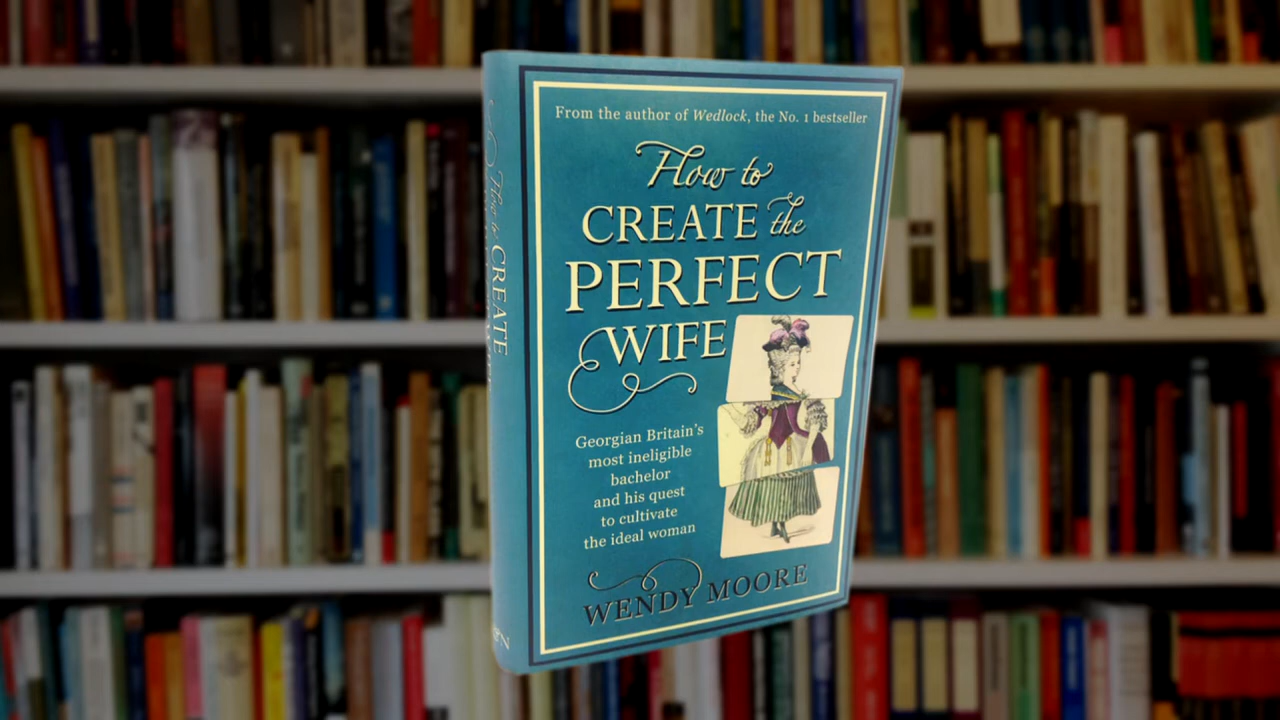 From the author of Wedlock, the No. 1 bestseller
How to
CREATE the
PERFECT
WIFE
Georgian Britain's
most ineligible
bachelor
and his quest
to cultivate
the ideal woman
WENDY MOORE
How to CREATE